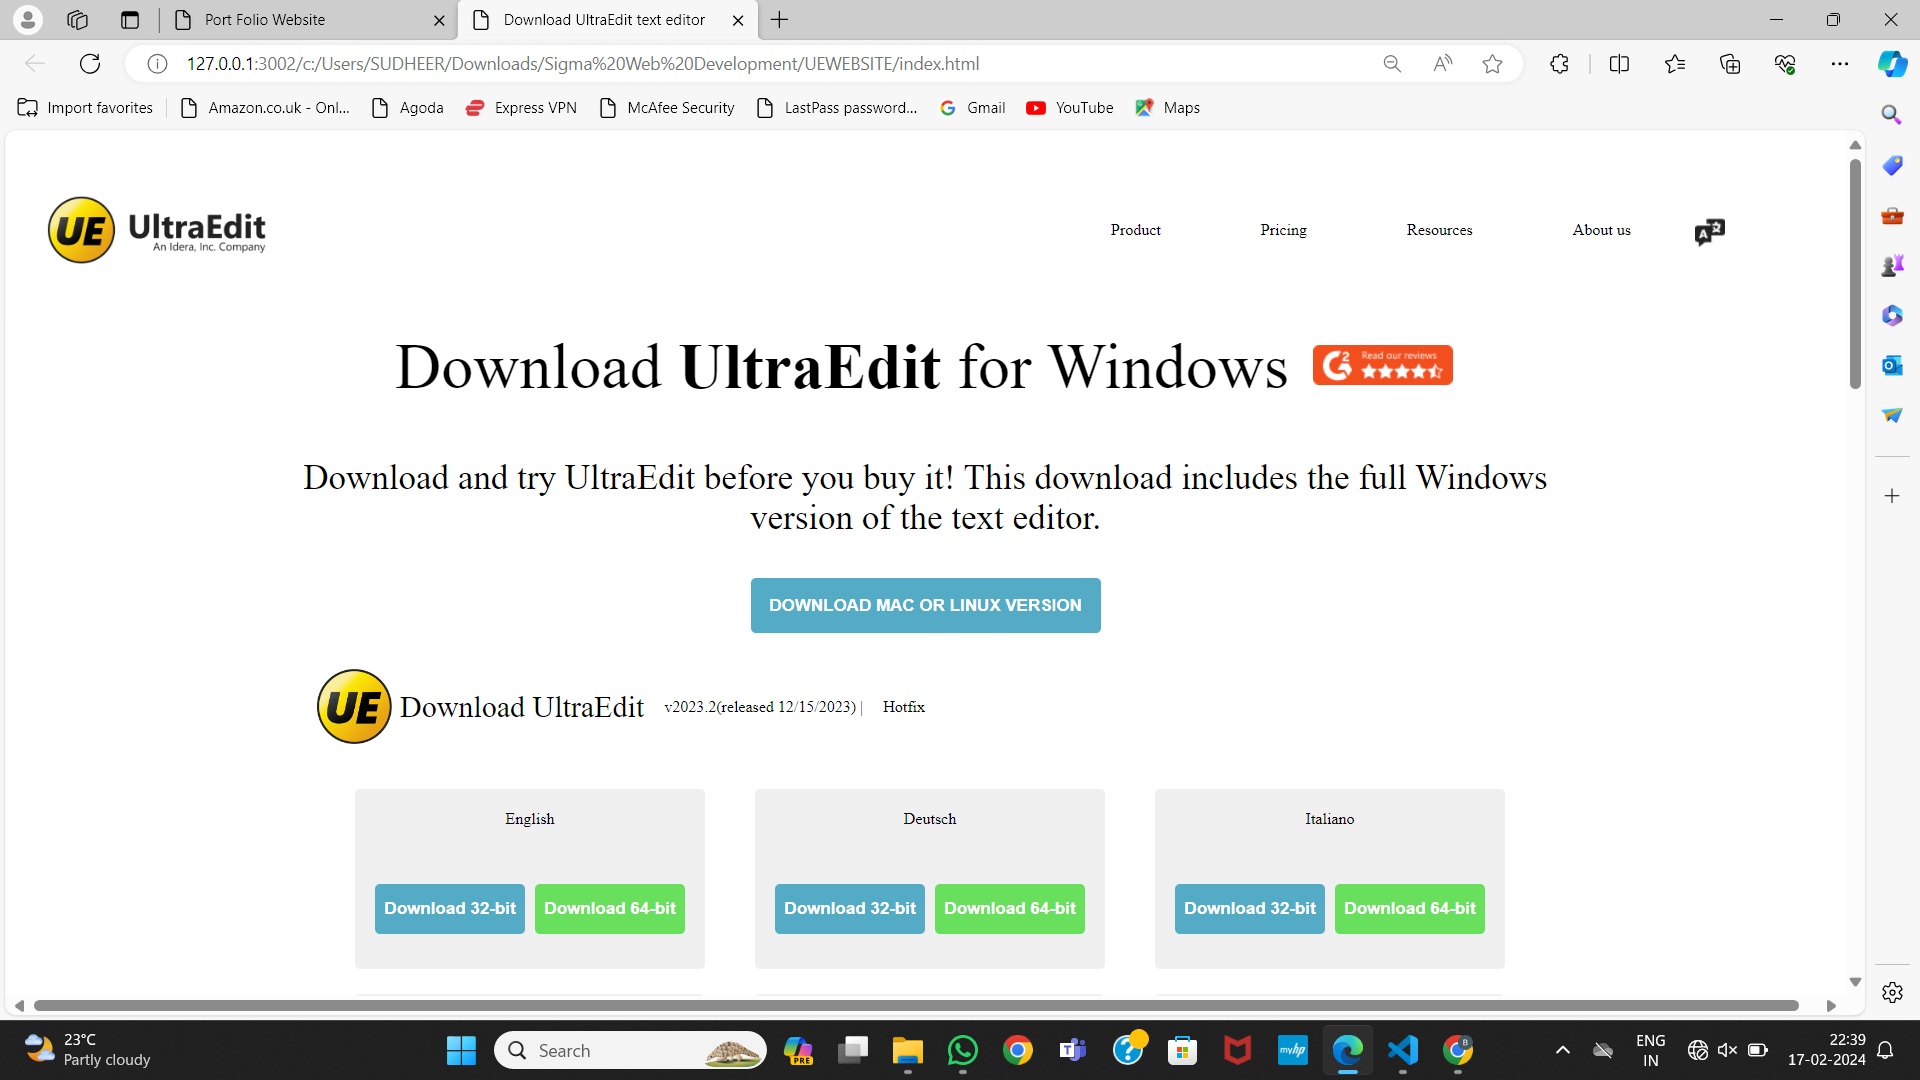 Port Folio Website
Download UltraEdit text editor
127.0.0.1:3002/c:/Users/SUDHEER/Downloads/Sigma%20Web%20Development/UEWEBSITE/index.html
Import favorites
Amazon.co.uk - Onl...
Agoda
Express VPN
McAfee Security
LastPass password...
Gmail
YouTube
Maps
UE UltraEdit
An Idera, Inc. Company
Product
Pricing
Resources
About us
Download UltraEdit for Windows
Read our reviews
Download and try UltraEdit before you buy it! This download includes the full Windows
version of the text editor.
DOWNLOAD MAC OR LINUX VERSION
UE Download UltraEdit v2023.2(released 12/15/2023) | Hotfix
English
Deutsch
Italiano
Download 32-bit
Download 64-bit
Download 32-bit
Download 64-bit
Download 32-bit
Download 64-bit
23°C
Partly cloudy
Search
PRE
myhp
B
ENG
IN
22:39
17-02-2024